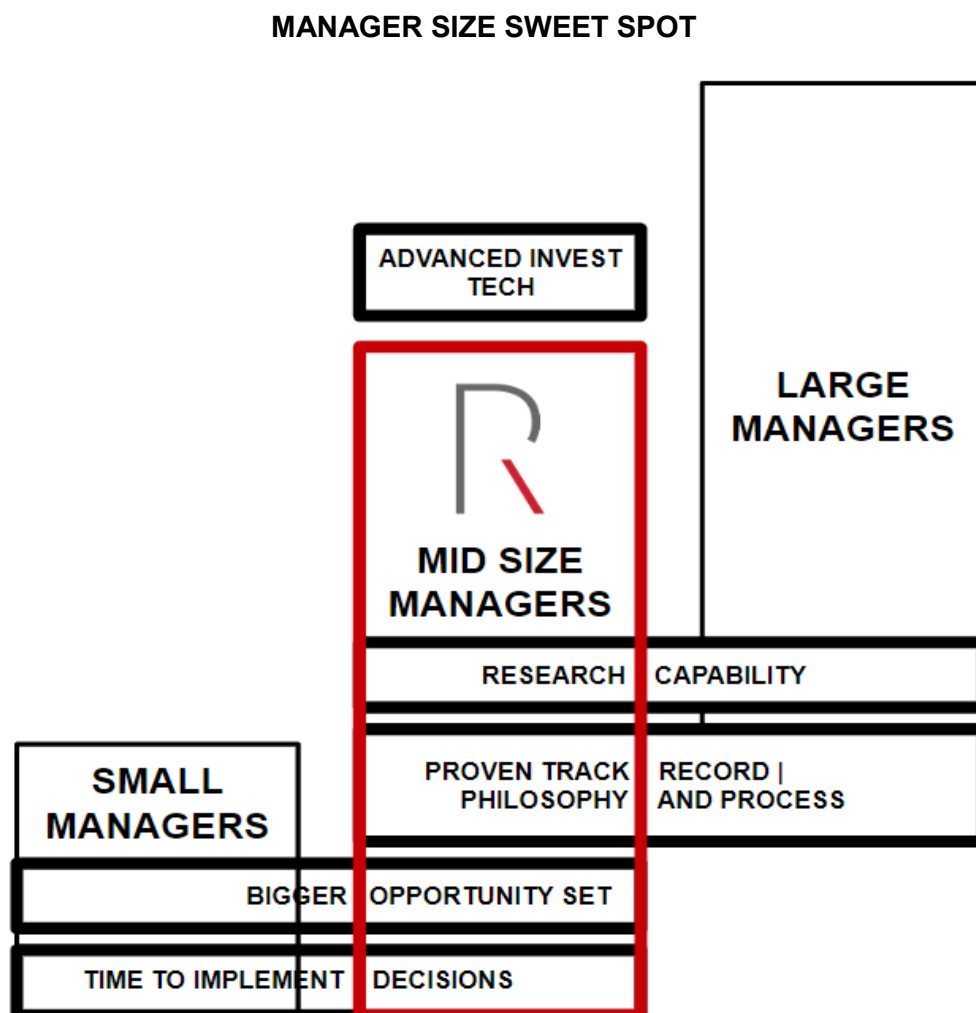 MANAGER SIZE SWEET SPOT
ADVANCED INVEST
TECH
LARGE
MANAGERS
R
MID SIZE
MANAGERS
RESEARCH CAPABILITY
PROVEN TRACK RECORD |
PHILOSOPHY AND PROCESS
SMALL
MANAGERS
BIGGER OPPORTUNITY SET
TIME TO IMPLEMENT DECISIONS